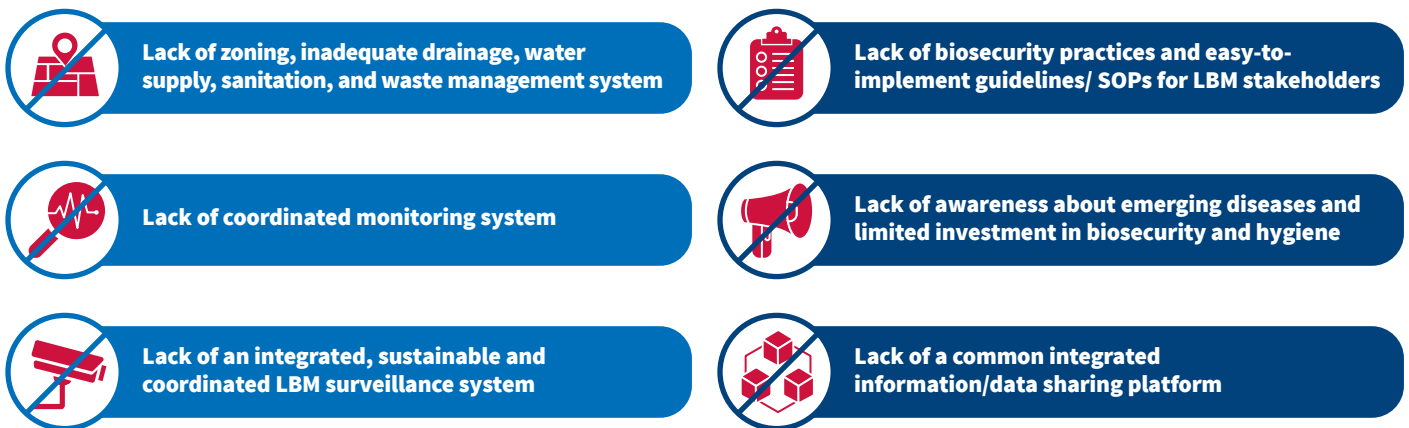 Lack of zoning, inadequate drainage, water
supply, sanitation, and waste management system
Lack of biosecurity practices and easy-to-
implement guidelines/ SOPs for LBM stakeholders
Lack of coordinated monitoring system
Lack of awareness about emerging diseases and
limited investment in biosecurity and hygiene
Lack of an integrated, sustainable and
coordinated LBM surveillance system
Lack of a common integrated
information/data sharing platform